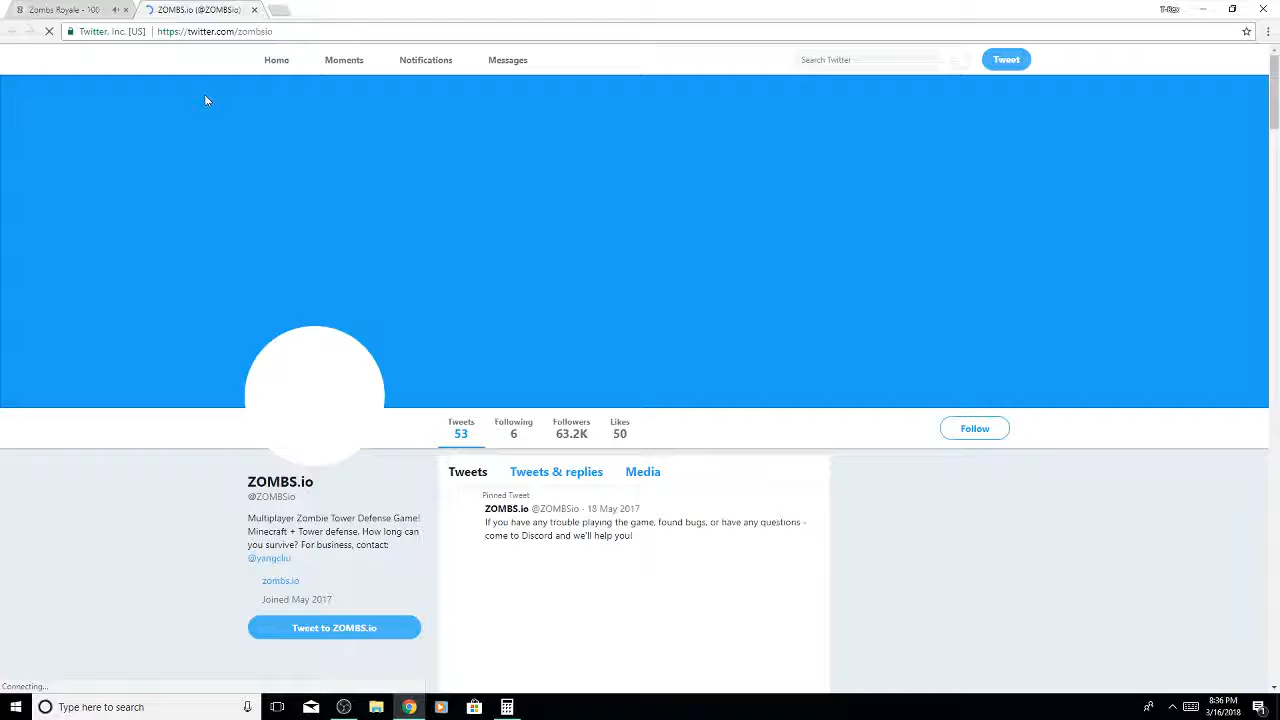 Zombs Royale - 100
ZOMBS.io (@ZOMBSio)
Twitter, Inc. [US]
https://twitter.com/zombsio
Home
Moments
Notifications
Messages
Search Twitter
Tweet
Tweets
53
Following
6
Followers
63.2K
Likes
50
Follow
ZOMBS.io
@ZOMBSio
Multiplayer Zombie Tower Defense Game!
Minecraft + Tower defense. How long can
you survive? For business, contact:
@yangcliu
zombs.io
Joined May 2017
Tweet to ZOMBS.io
Tweets
Tweets & replies
Media
Pinned Tweet
ZOMBS.io @ZOMBSio - 18 May 2017
If you have any trouble playing the game, found bugs, or have any questions -
come to Discord and we'll help you!
Connecting...
Type here to search
8:36 PM
3/16/2018